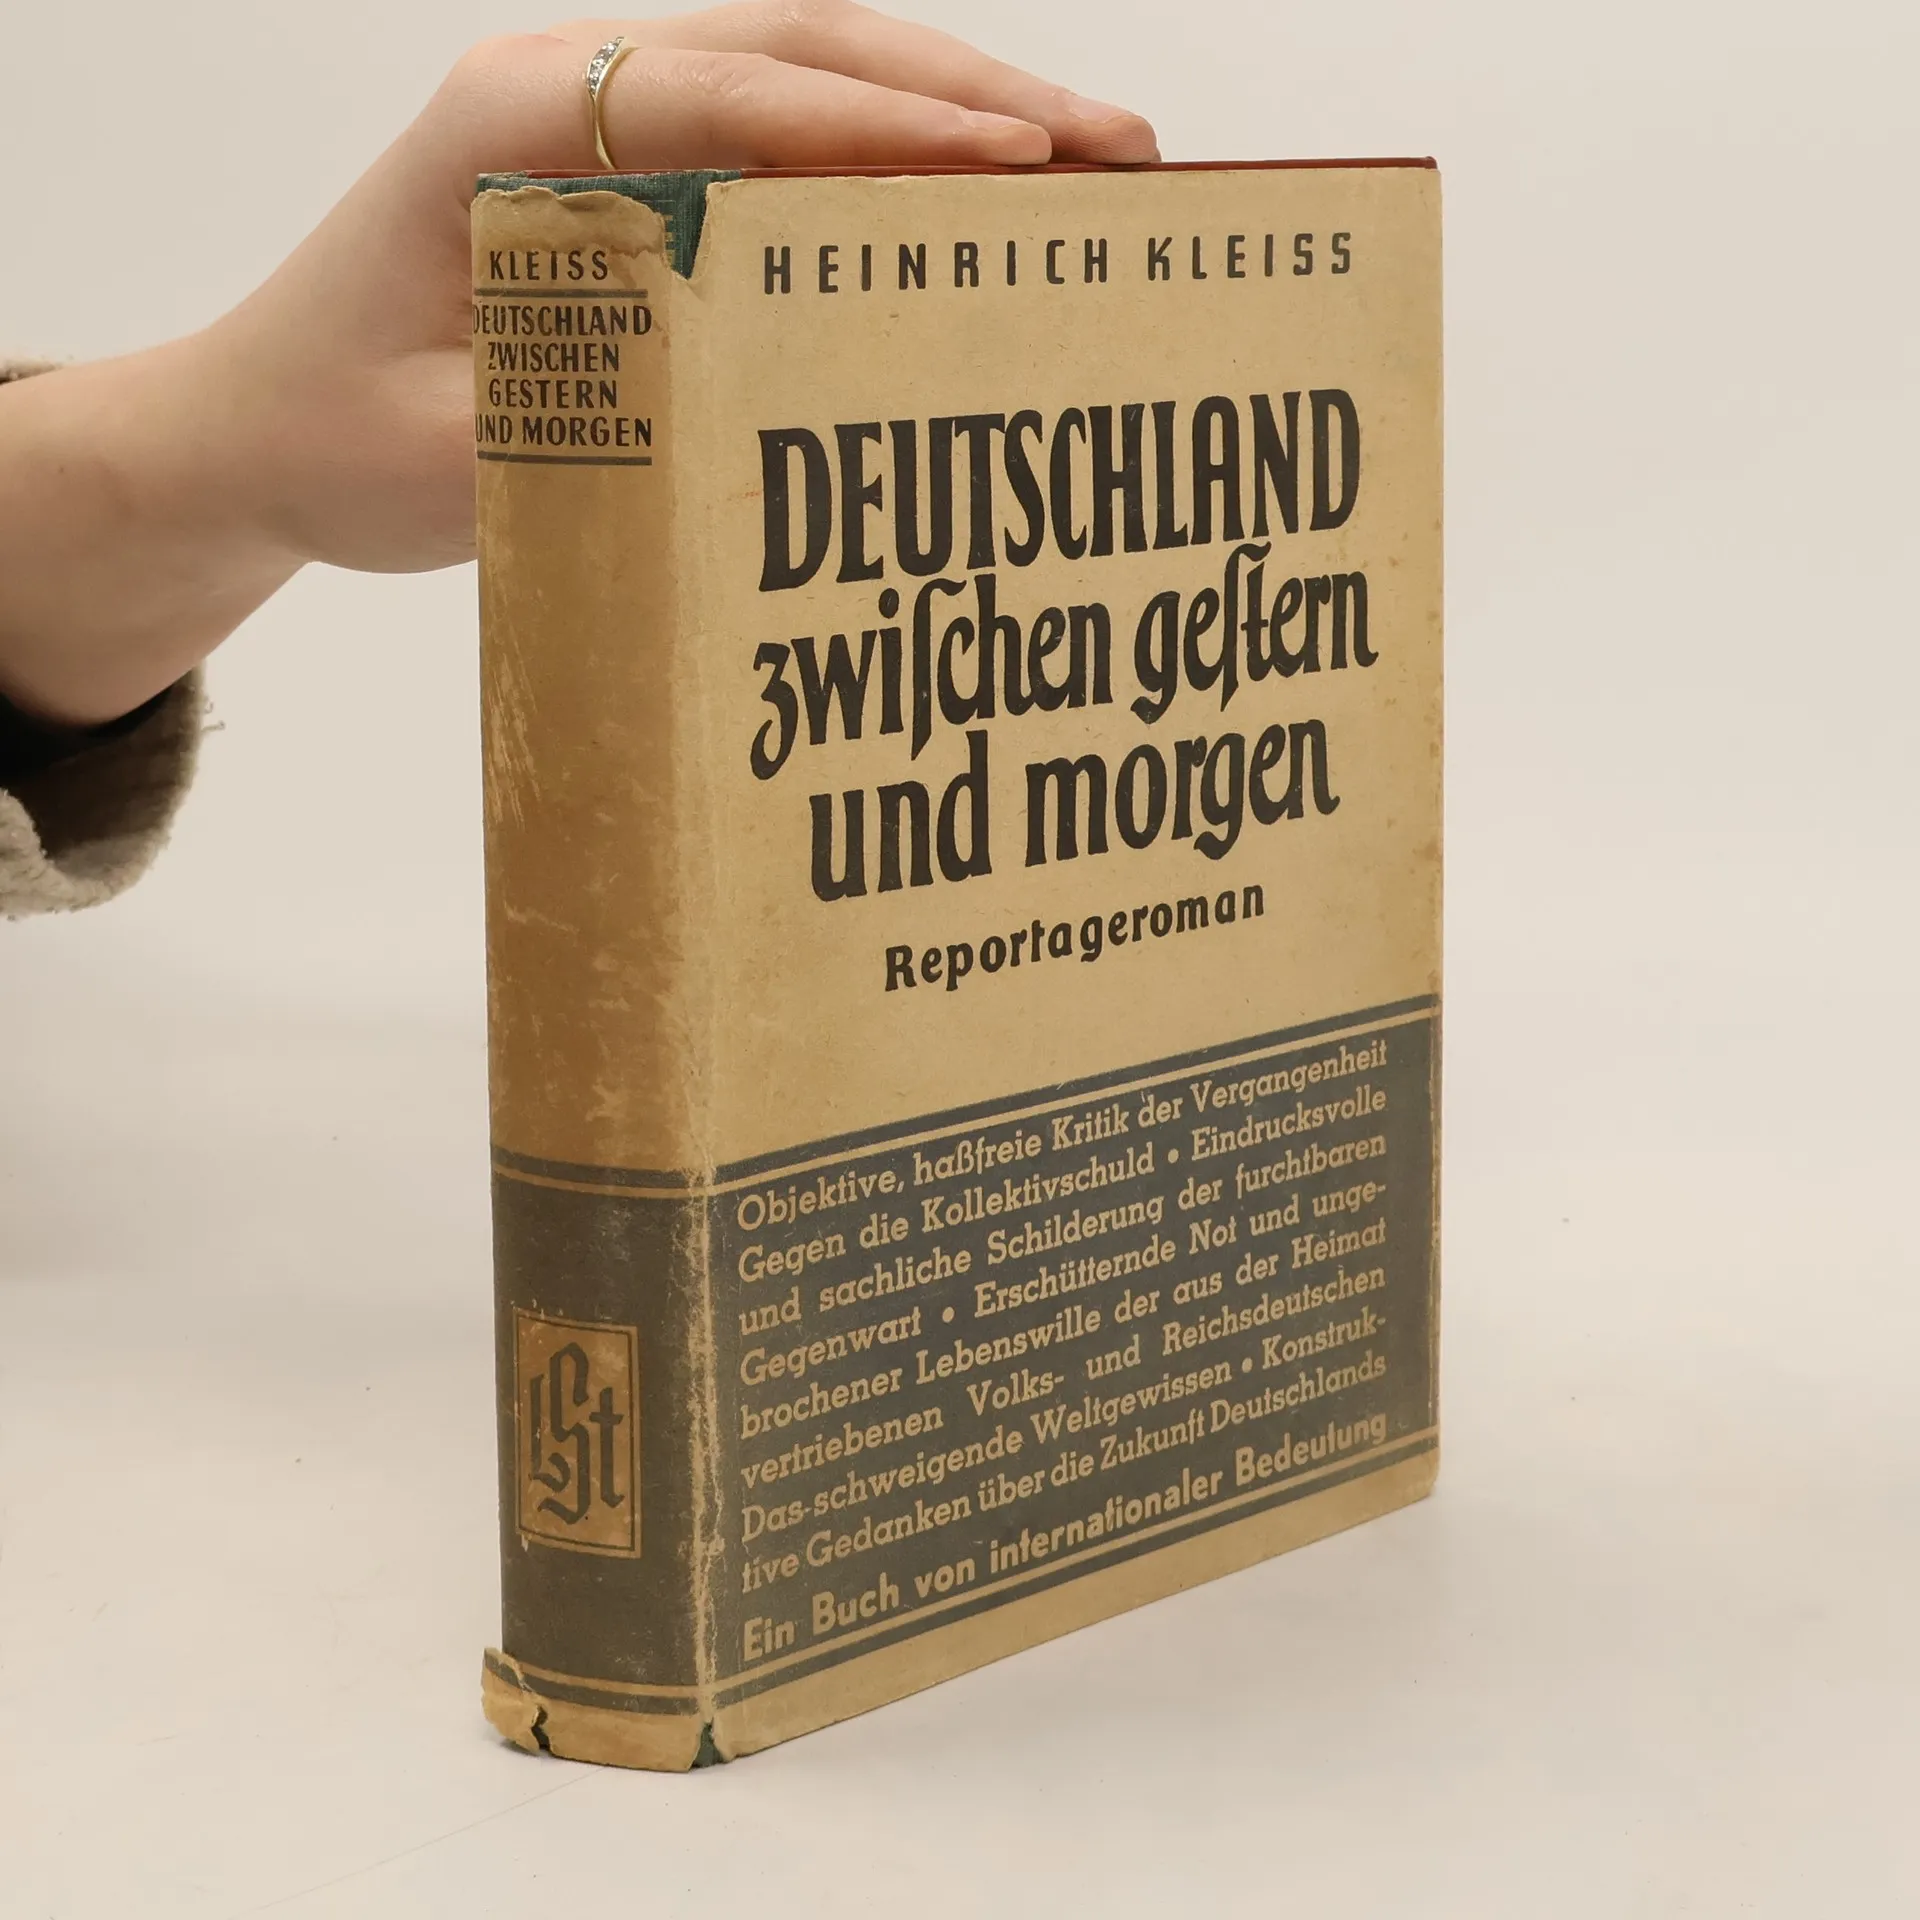 KLEISS
DEUTSCHLAND
ZWISCHEN
GESTERN
UND MORGEN
LSt
HEINRICH KLEISS
DEUTSCHLAND
zwiſchen geſtern
und morgen
Reportageroman
Objektive, haßfreie Kritik der Vergangenheit
Gegen die Kollektivschuld • Eindrucksvolle
und sachliche Schilderung der furchtbaren
Gegenwart • Erschütternde Not und unge-
brochener Lebenswille der aus der Heimat
vertriebenen Volks- und Reichsdeutschen
Das schweigende Weltgewissen • Konstruk-
tive Gedanken über die Zukunft Deutschlands
Ein Buch von internationaler Bedeutung